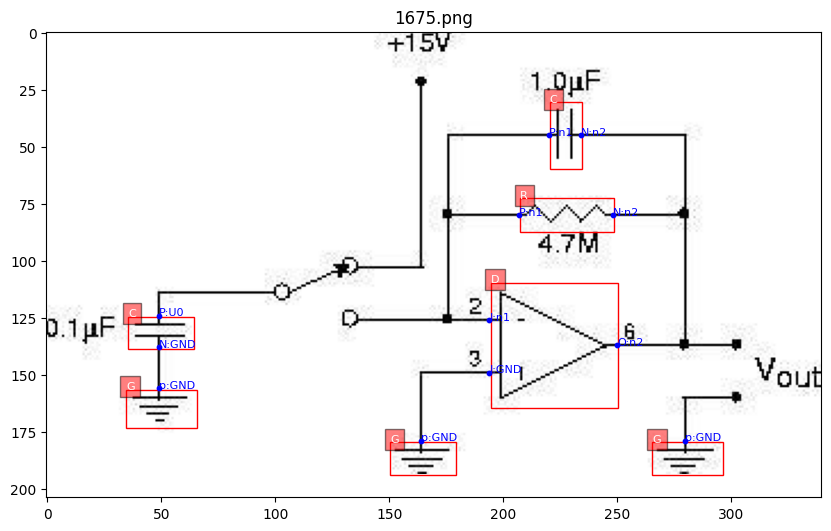 1675.png
+15V
1.0µF
C
P:n1 N:n2
R
P:n1 N:n2
4.7M
D
2 I:n1 -
6 O:n2
3 I:GND
C P:U0
0.1µF
N:GND
G p:GND
G p:GND
G p:GND
Vout
0
25
50
75
100
125
150
175
200
0 50 100 150 200 250 300